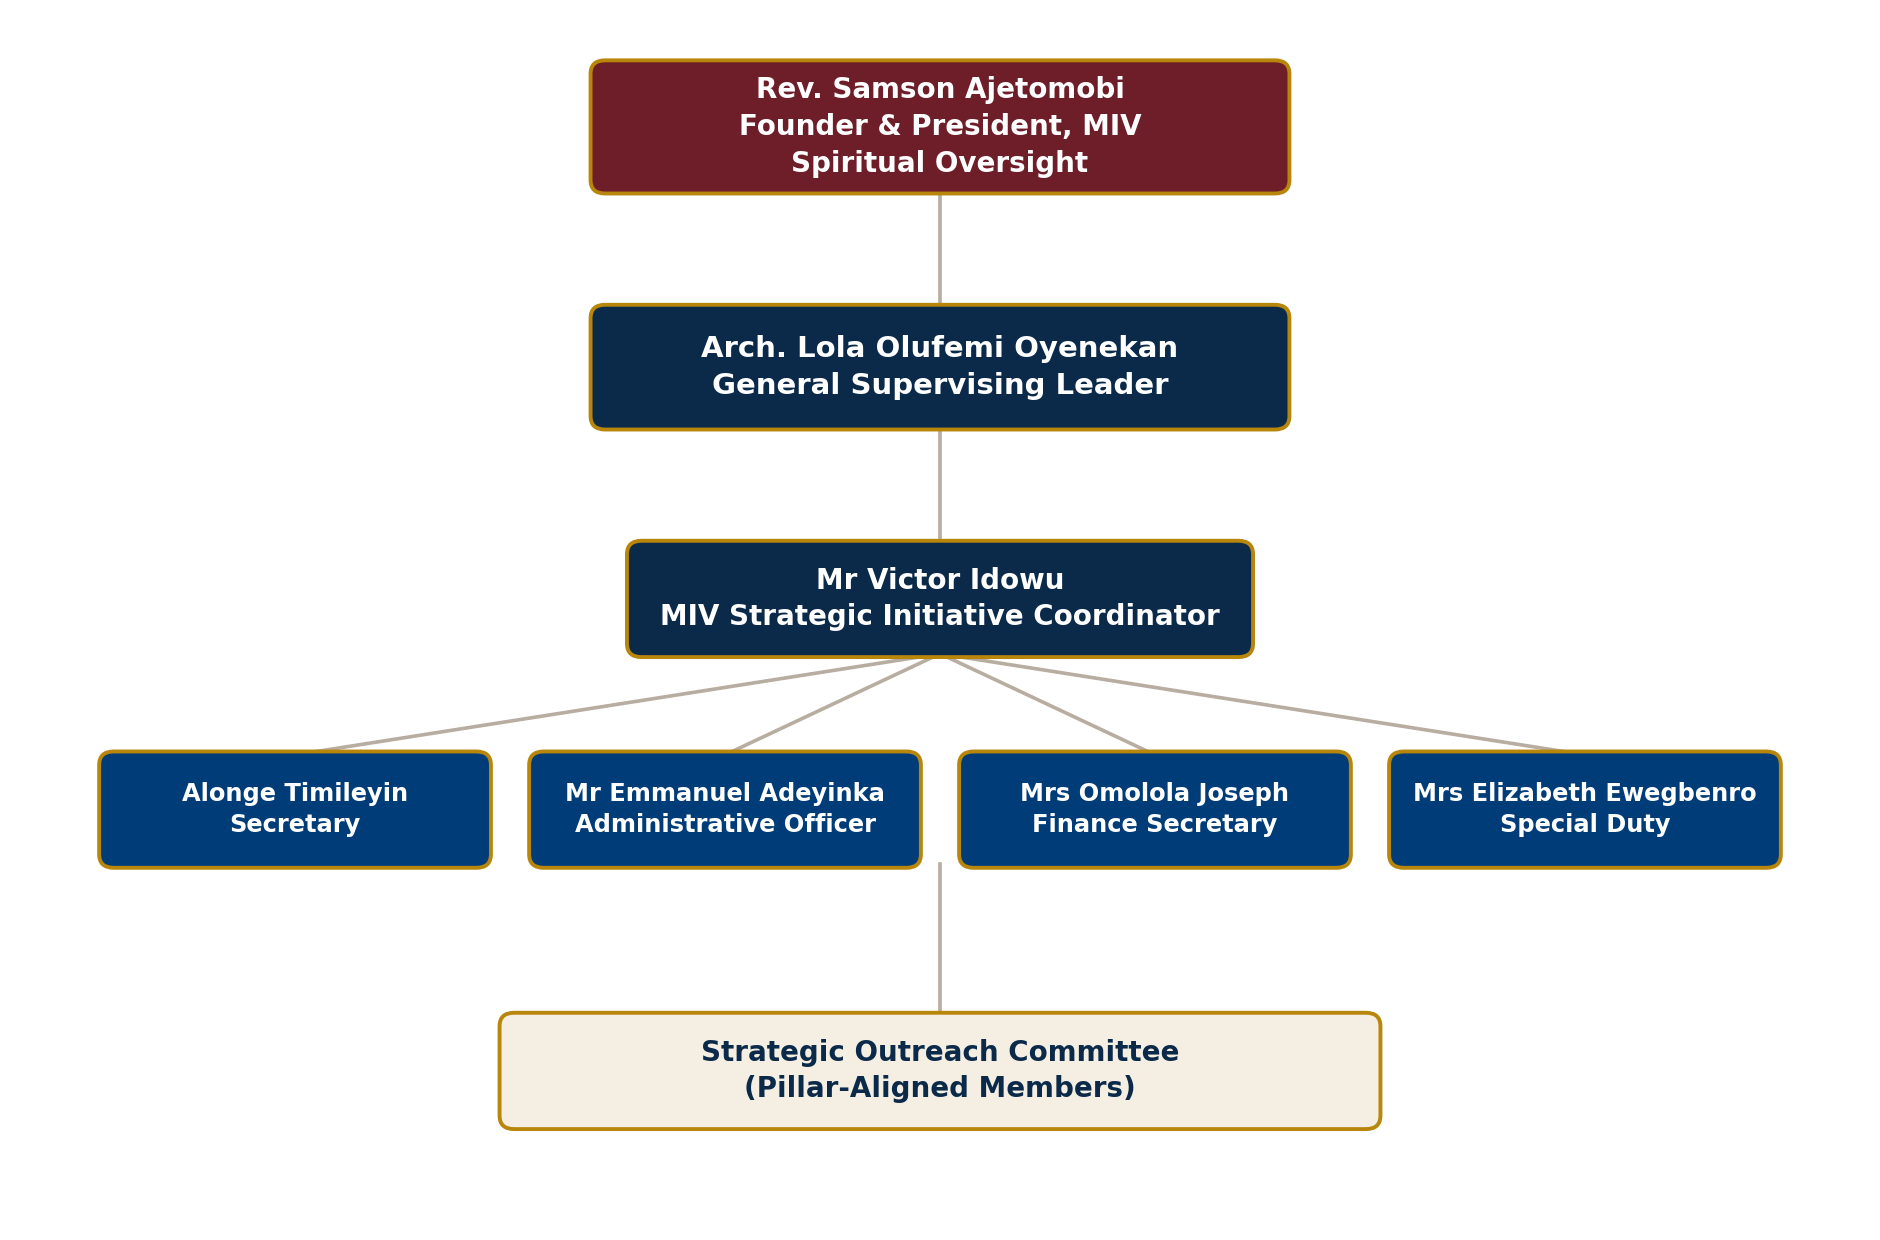 Rev. Samson Ajetomobi
Founder & President, MIV
Spiritual Oversight
Arch. Lola Olufemi Oyenekan
General Supervising Leader
Mr Victor Idowu
MIV Strategic Initiative Coordinator
Alonge Timileyin
Secretary
Mr Emmanuel Adeyinka
Administrative Officer
Mrs Omolola Joseph
Finance Secretary
Mrs Elizabeth Ewegbenro
Special Duty
Strategic Outreach Committee
(Pillar-Aligned Members)